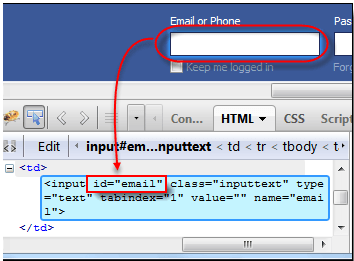 Email or Phone
Pas
Keep me logged in
Forg
Con...
HTML
CSS
Script
Edit
input#em...nputtext < td < tr < tbody < t
<td>
<input id="email" class="inputtext" type
="text" tabindex="1" value="" name="emai
l">
</td>